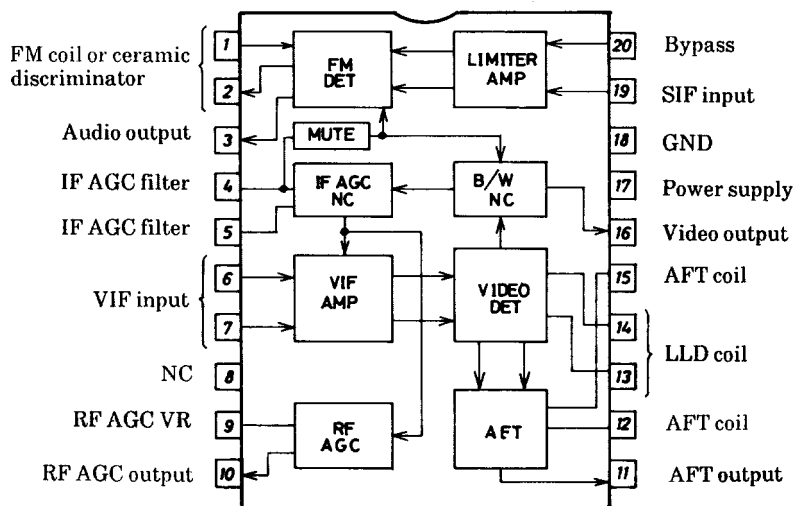 FM coil or ceramic
discriminator
Audio output
IF AGC filter
IF AGC filter
VIF input
NC
RF AGC VR
RF AGC output
1
2
3
4
5
6
7
8
9
10
FM
DET
LIMITER
AMP
MUTE
IF AGC
NC
B/W
NC
VIF
AMP
VIDEO
DET
RF
AGC
AFT
20
19
18
17
16
15
14
13
12
11
Bypass
SIF input
GND
Power supply
Video output
AFT coil
LLD coil
AFT coil
AFT output